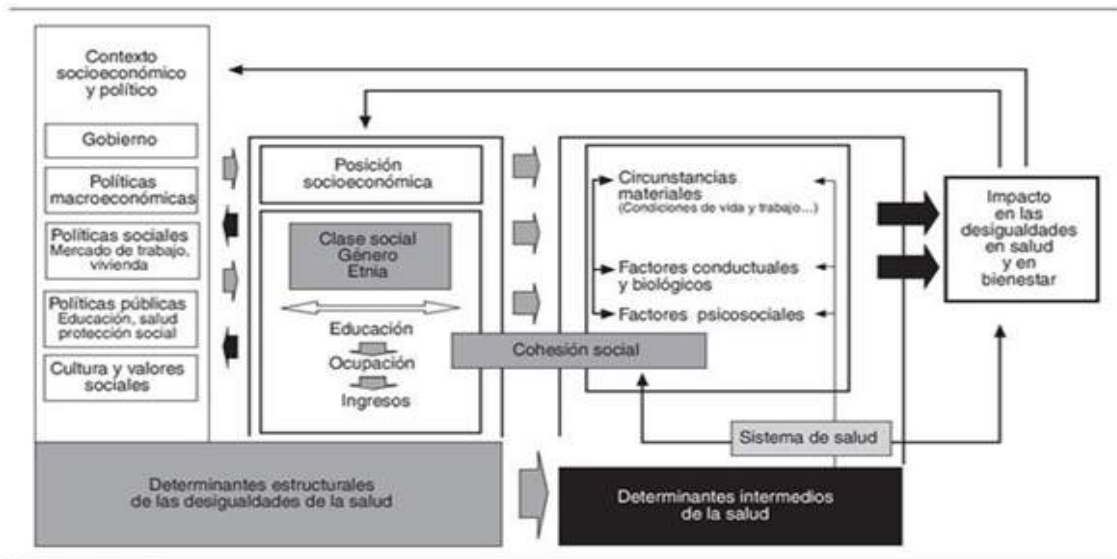 Contexto
socioeconómico
y político
Gobierno
Políticas
macroeconómicas
Políticas sociales
Mercado de trabajo,
vivienda
Políticas públicas
Educación, salud
protección social
Cultura y valores
sociales
Posición
socioeconómica
Clase social
Género
Etnia
Educación
Ocupación
Ingresos
Cohesión social
Circunstancias
materiales
(Condiciones de vida y trabajo...)
Factores conductuales
y biológicos
Factores psicosociales
Sistema de salud
Impacto
en las
desigualdades
en salud
y en
bienestar
Determinantes estructurales
de las desigualdades de la salud
Determinantes intermedios
de la salud